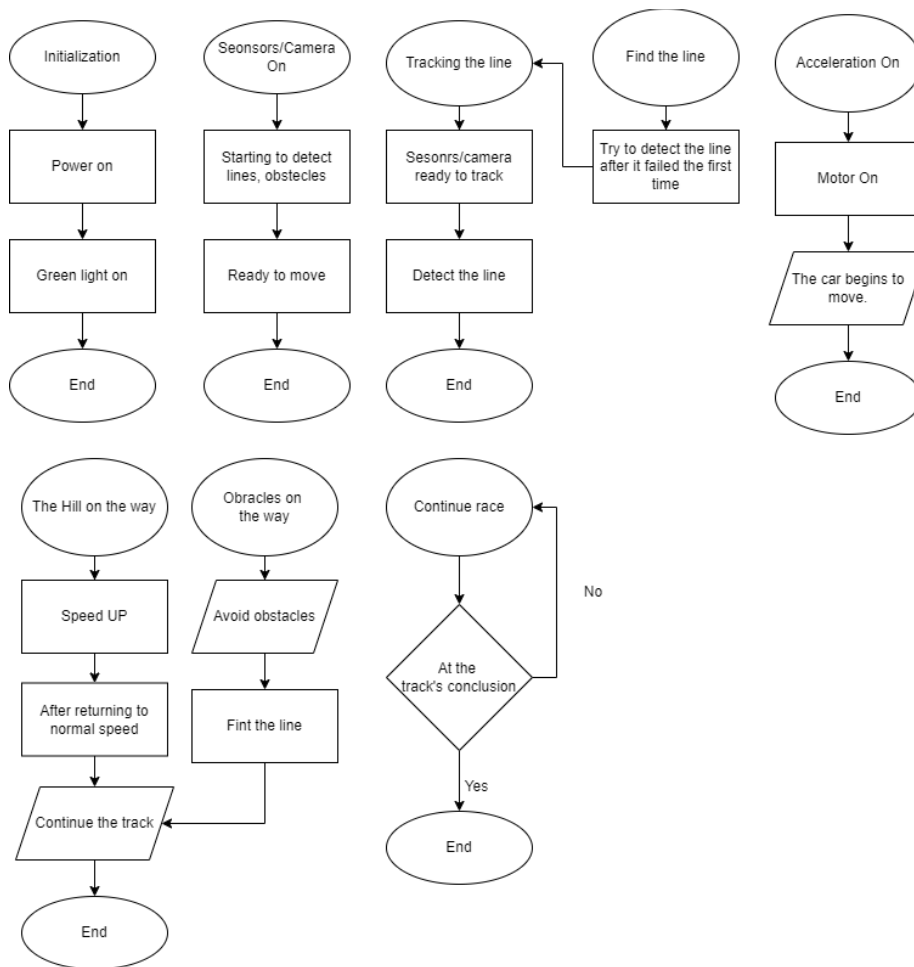 Initialization
Power on
Green light on
End
Seonsors/Camera
On
Starting to detect
lines, obstecles
Ready to move
End
Tracking the line
Sesonrs/camera
ready to track
Detect the line
End
Find the line
Try to detect the line
after it failed the first
time
Acceleration On
Motor On
The car begins to
move.
End
The Hill on the way
Speed UP
After returning to
normal speed
Continue the track
End
Obracles on
the way
Avoid obstacles
Fint the line
Continue race
No
At the
track's conclusion
Yes
End